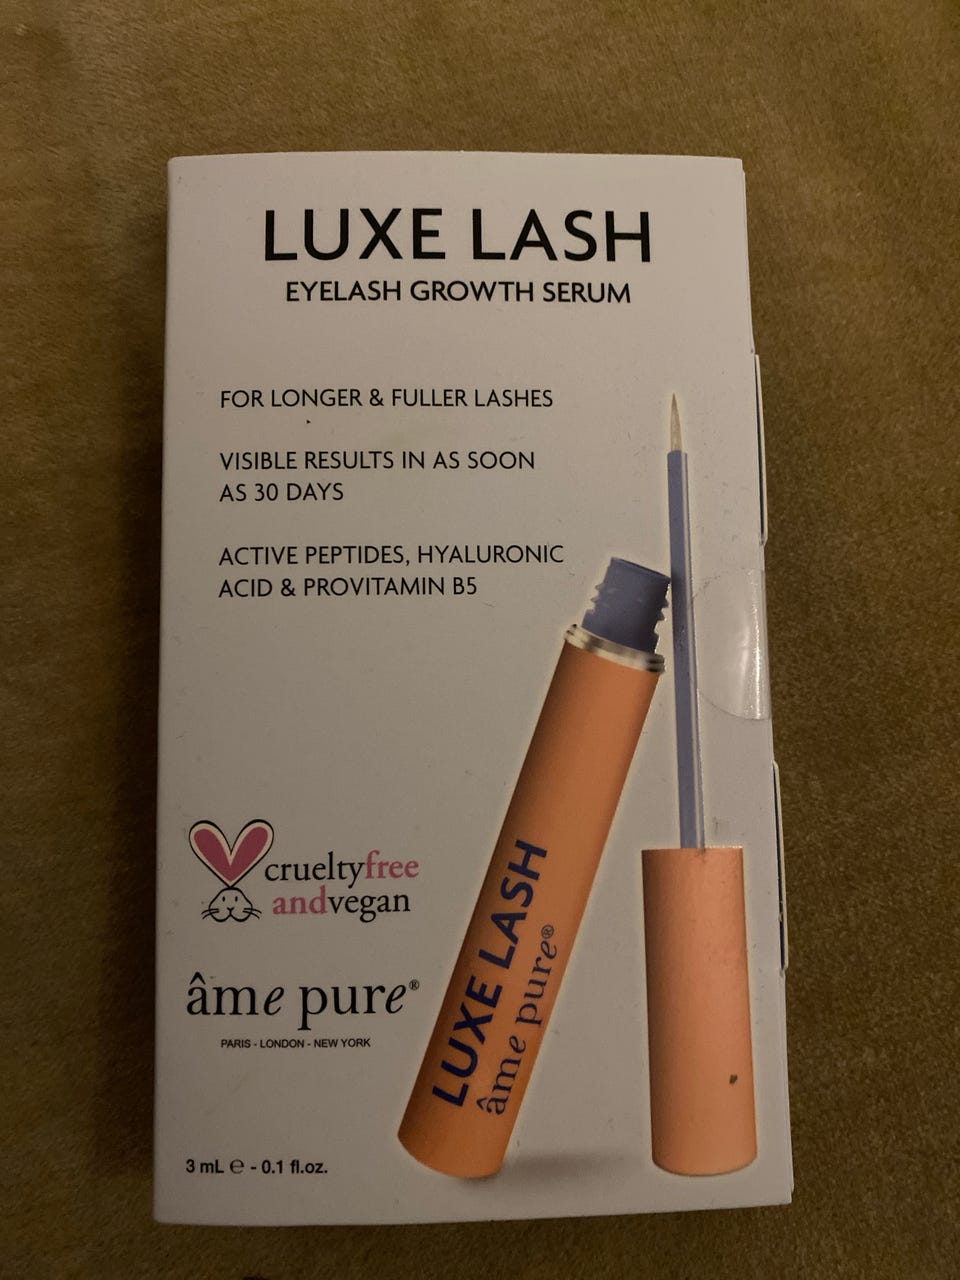 LUXE LASH
EYELASH GROWTH SERUM
FOR LONGER & FULLER LASHES
VISIBLE RESULTS IN AS SOON
AS 30 DAYS
ACTIVE PEPTIDES, HYALURONIC
ACID & PROVITAMIN B5
crueltyfree
andvegan
âme pure®
PARIS - LONDON - NEW YORK
3 mL ℮ - 0.1 fl.oz.
LUXE LASH
âme pure®